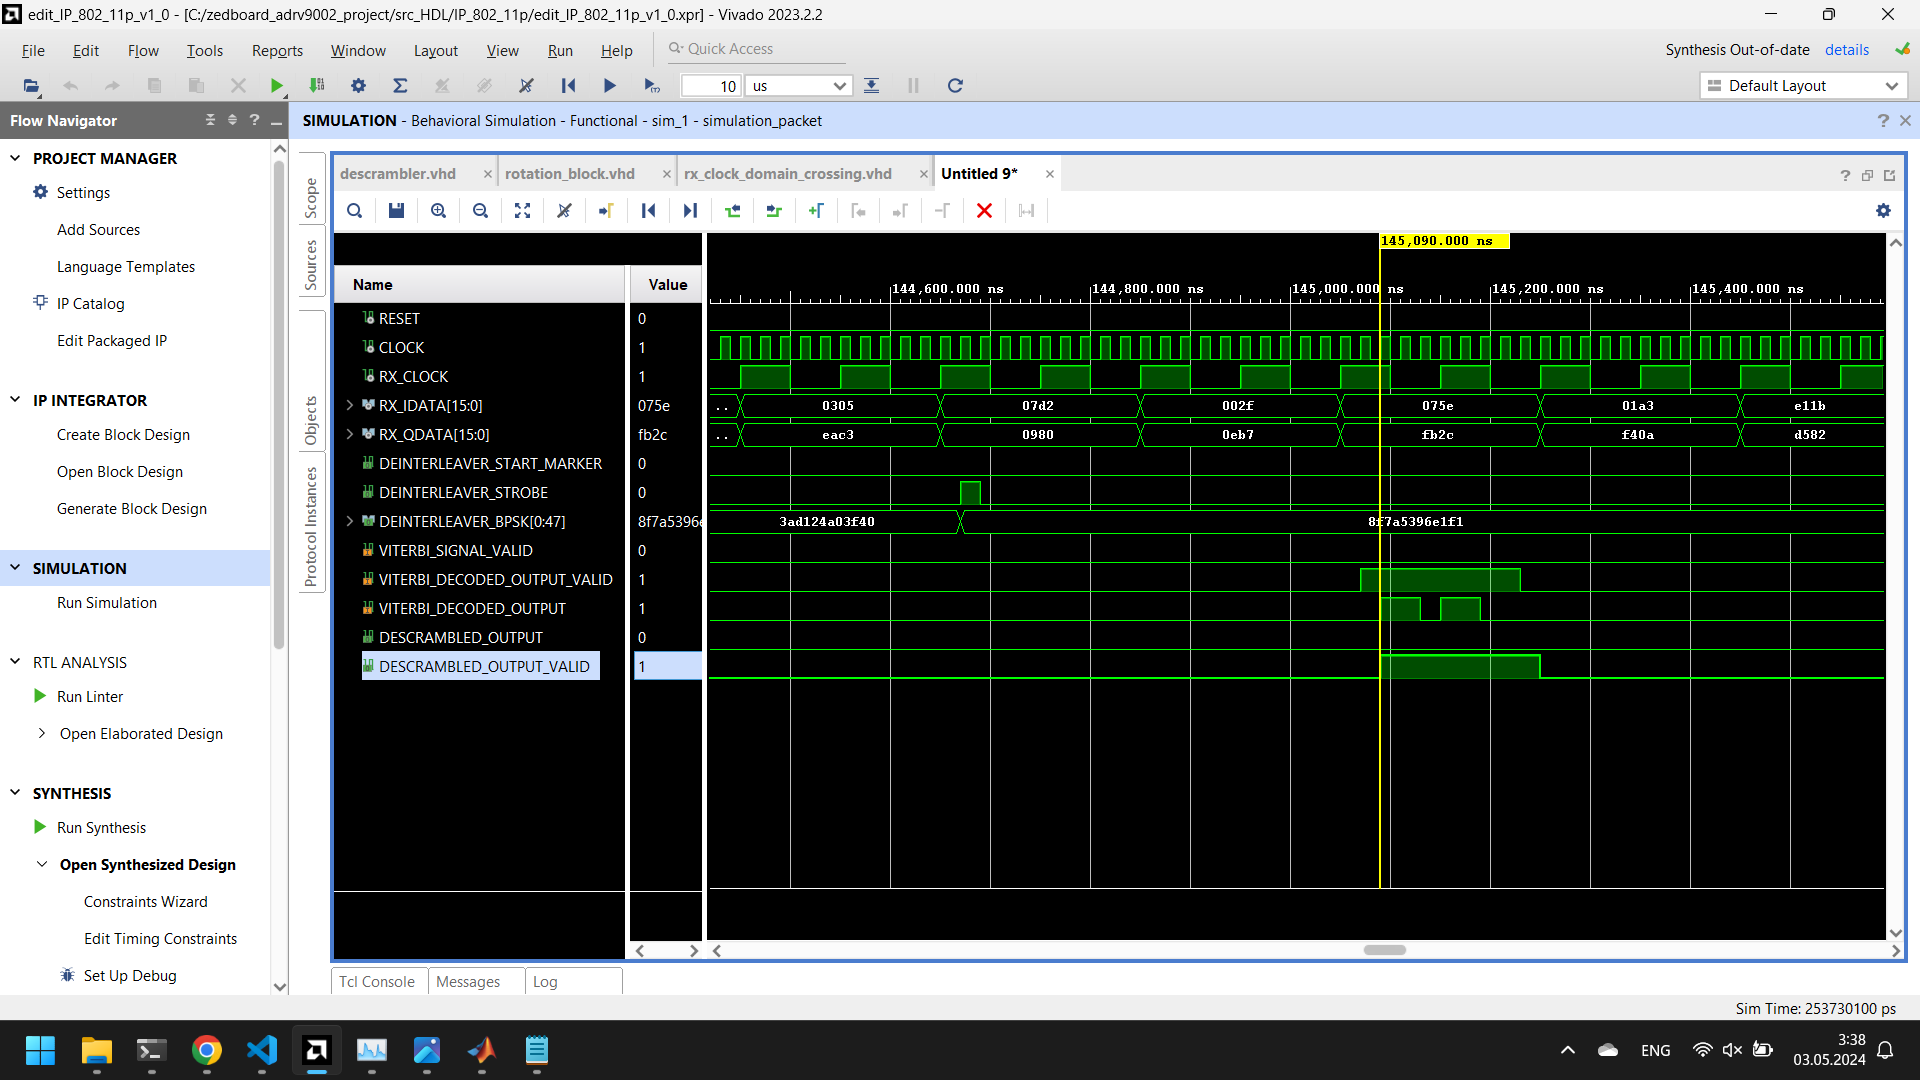 edit_IP_802_11p_v1_0 - [C:/zedboard_adrv9002_project/src_HDL/IP_802_11p/edit_IP_802_11p_v1_0.xpr] - Vivado 2023.2.2
File Edit Flow Tools Reports Window Layout View Run Help Quick Access
Synthesis Out-of-date details
10 us
Default Layout
Flow Navigator
SIMULATION - Behavioral Simulation - Functional - sim_1 - simulation_packet
PROJECT MANAGER
Settings
Add Sources
Language Templates
IP Catalog
Edit Packaged IP
IP INTEGRATOR
Create Block Design
Open Block Design
Generate Block Design
SIMULATION
Run Simulation
RTL ANALYSIS
Run Linter
Open Elaborated Design
SYNTHESIS
Run Synthesis
Open Synthesized Design
Constraints Wizard
Edit Timing Constraints
Set Up Debug
Scope
Sources
Objects
Protocol Instances
descrambler.vhd rotation_block.vhd rx_clock_domain_crossing.vhd Untitled 9*
145,090.000 ns
Name Value
144,600.000 ns 144,800.000 ns 145,000.000 ns 145,200.000 ns 145,400.000 ns
RESET 0
CLOCK 1
RX_CLOCK 1
RX_IDATA[15:0] 075e .. 0305 07d2 002f 075e 01a3 e11b
RX_QDATA[15:0] fb2c .. eac3 0980 0eb7 fb2c f40a d582
DEINTERLEAVER_START_MARKER 0
DEINTERLEAVER_STROBE 0
DEINTERLEAVER_BPSK[0:47] 8f7a5396e 3ad124a03f40 8f7a5396e1f1
VITERBI_SIGNAL_VALID 0
VITERBI_DECODED_OUTPUT_VALID 1
VITERBI_DECODED_OUTPUT 1
DESCRAMBLED_OUTPUT 0
DESCRAMBLED_OUTPUT_VALID 1
Tcl Console Messages Log
Sim Time: 253730100 ps
ENG
3:38
03.05.2024